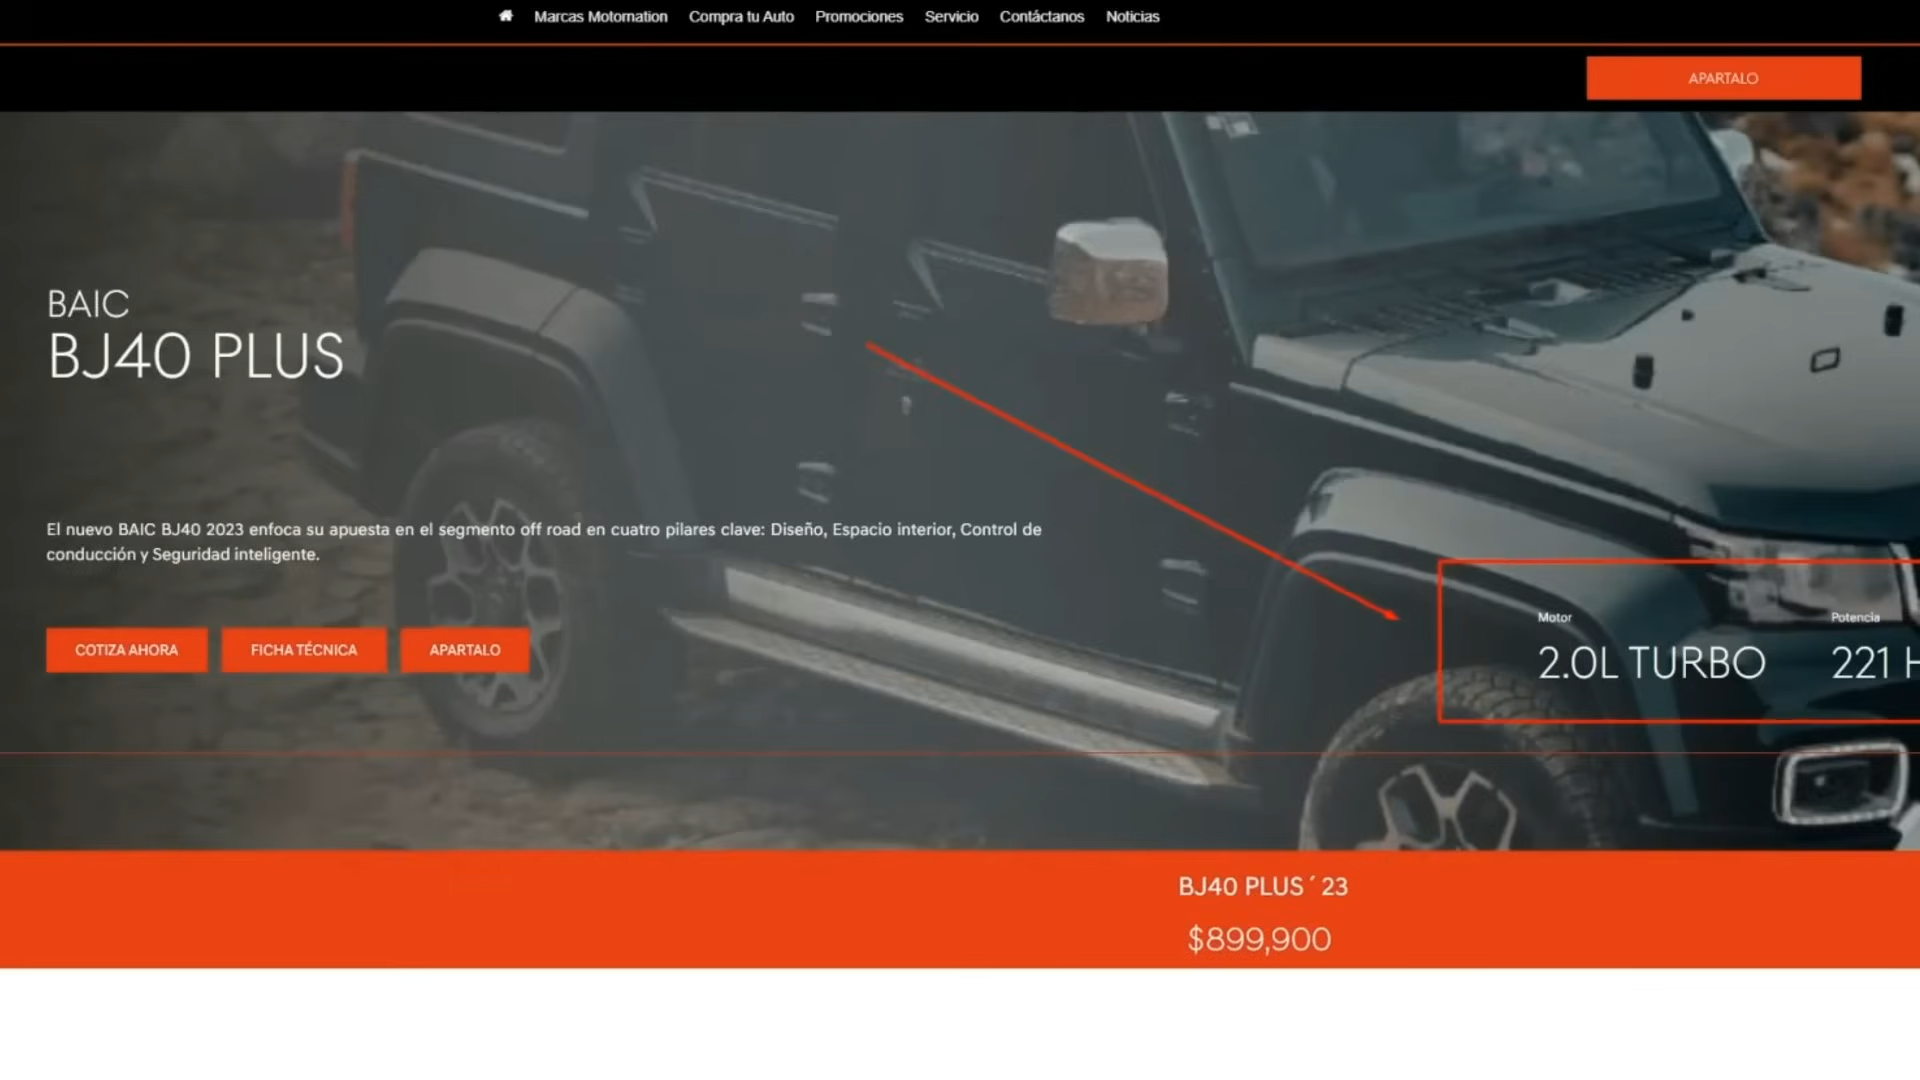 Marcas Motornation Compra tu Auto Promociones Servicio Contáctanos Noticias
APARTALO
BAIC
BJ40 PLUS
El nuevo BAIC BJ40 2023 enfoca su apuesta en el segmento off road en cuatro pilares clave: Diseño, Espacio interior, Control de
conducción y Seguridad inteligente.
COTIZA AHORA FICHA TÉCNICA APARTALO
Motor Potencia
2.0L TURBO 221 H
BJ40 PLUS ´ 23
$899,900